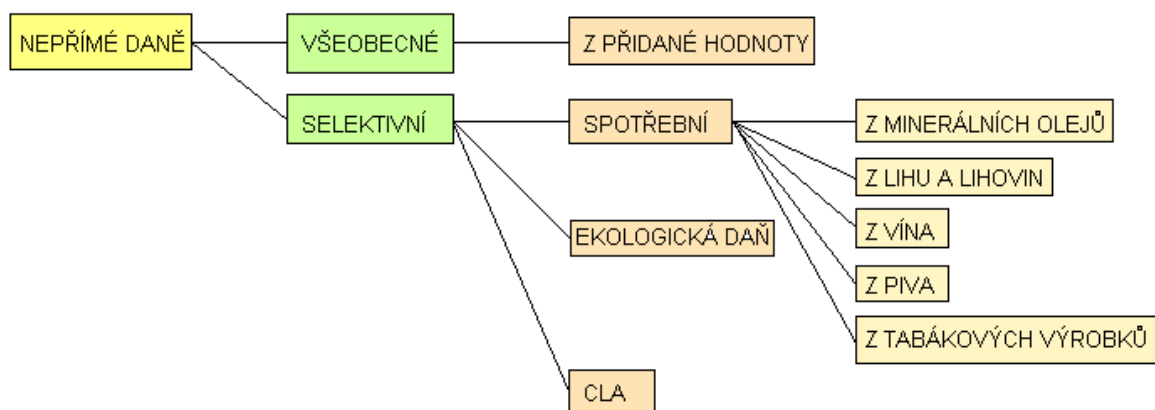 NEPŘÍMÉ DANĚ
VŠEOBECNÉ
Z PŘIDANÉ HODNOTY
SELEKTIVNÍ
SPOTŘEBNÍ
Z MINERÁLNÍCH OLEJŮ
Z LIHU A LIHOVIN
Z VÍNA
Z PIVA
Z TABÁKOVÝCH VÝROBKŮ
EKOLOGICKÁ DAŇ
CLA